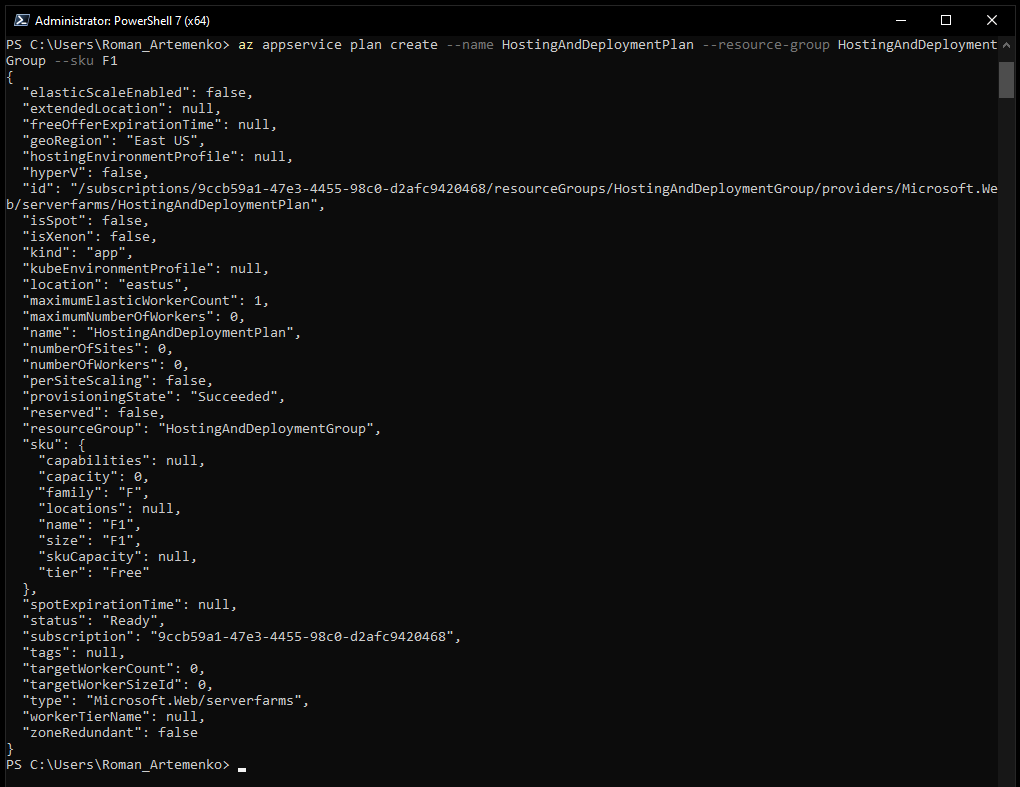 Administrator: PowerShell 7 (x64)
PS C:\Users\Roman_Artemenko> az appservice plan create --name HostingAndDeploymentPlan --resource-group HostingAndDeployment
Group --sku F1
{
  "elasticScaleEnabled": false,
  "extendedLocation": null,
  "freeOfferExpirationTime": null,
  "geoRegion": "East US",
  "hostingEnvironmentProfile": null,
  "hyperV": false,
  "id": "/subscriptions/9ccb59a1-47e3-4455-98c0-d2afc9420468/resourceGroups/HostingAndDeploymentGroup/providers/Microsoft.We
b/serverfarms/HostingAndDeploymentPlan",
  "isSpot": false,
  "isXenon": false,
  "kind": "app",
  "kubeEnvironmentProfile": null,
  "location": "eastus",
  "maximumElasticWorkerCount": 1,
  "maximumNumberOfWorkers": 0,
  "name": "HostingAndDeploymentPlan",
  "numberOfSites": 0,
  "numberOfWorkers": 0,
  "perSiteScaling": false,
  "provisioningState": "Succeeded",
  "reserved": false,
  "resourceGroup": "HostingAndDeploymentGroup",
  "sku": {
    "capabilities": null,
    "capacity": 0,
    "family": "F",
    "locations": null,
    "name": "F1",
    "size": "F1",
    "skuCapacity": null,
    "tier": "Free"
  },
  "spotExpirationTime": null,
  "status": "Ready",
  "subscription": "9ccb59a1-47e3-4455-98c0-d2afc9420468",
  "tags": null,
  "targetWorkerCount": 0,
  "targetWorkerSizeId": 0,
  "type": "Microsoft.Web/serverfarms",
  "workerTierName": null,
  "zoneRedundant": false
}
PS C:\Users\Roman_Artemenko>